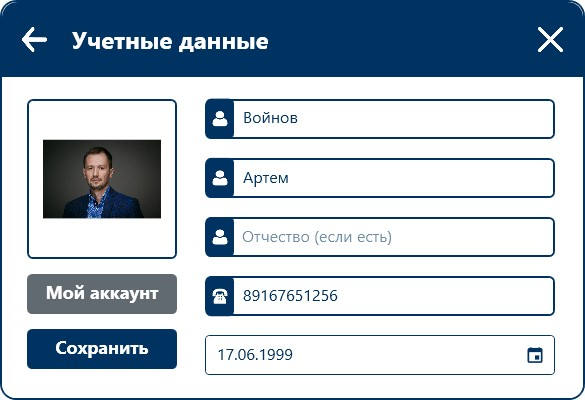 Учетные данные
Войнов
Артем
Отчество (если есть)
Мой аккаунт
89167651256
Сохранить
17.06.1999